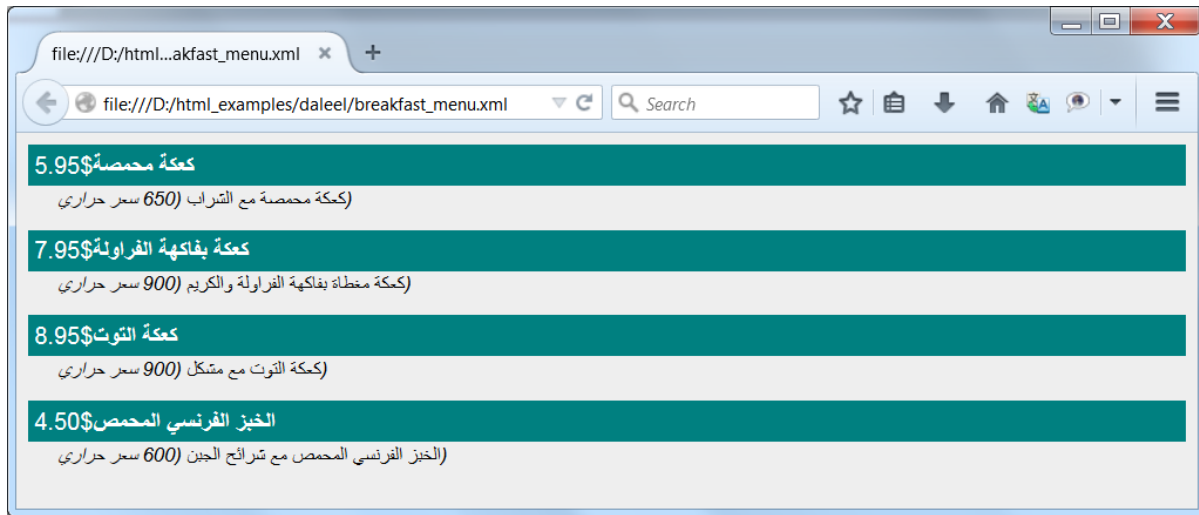 file:///D:/html...akfast_menu.xml
file:///D:/html_examples/daleel/breakfast_menu.xml
Search
كعكة محمصة$5.95
كعكة محمصة مع الشراب (650 سعر حراري)
كعكة بفاكهة الفراولة$7.95
كعكة مغطاة بفاكهة الفراولة والكريم (900 سعر حراري)
كعكة التوت$8.95
كعكة التوت مع مشكل (900 سعر حراري)
الخبز الفرنسي المحمص$4.50
الخبز الفرنسي المحمص مع شرائح الجبن (600 سعر حراري)